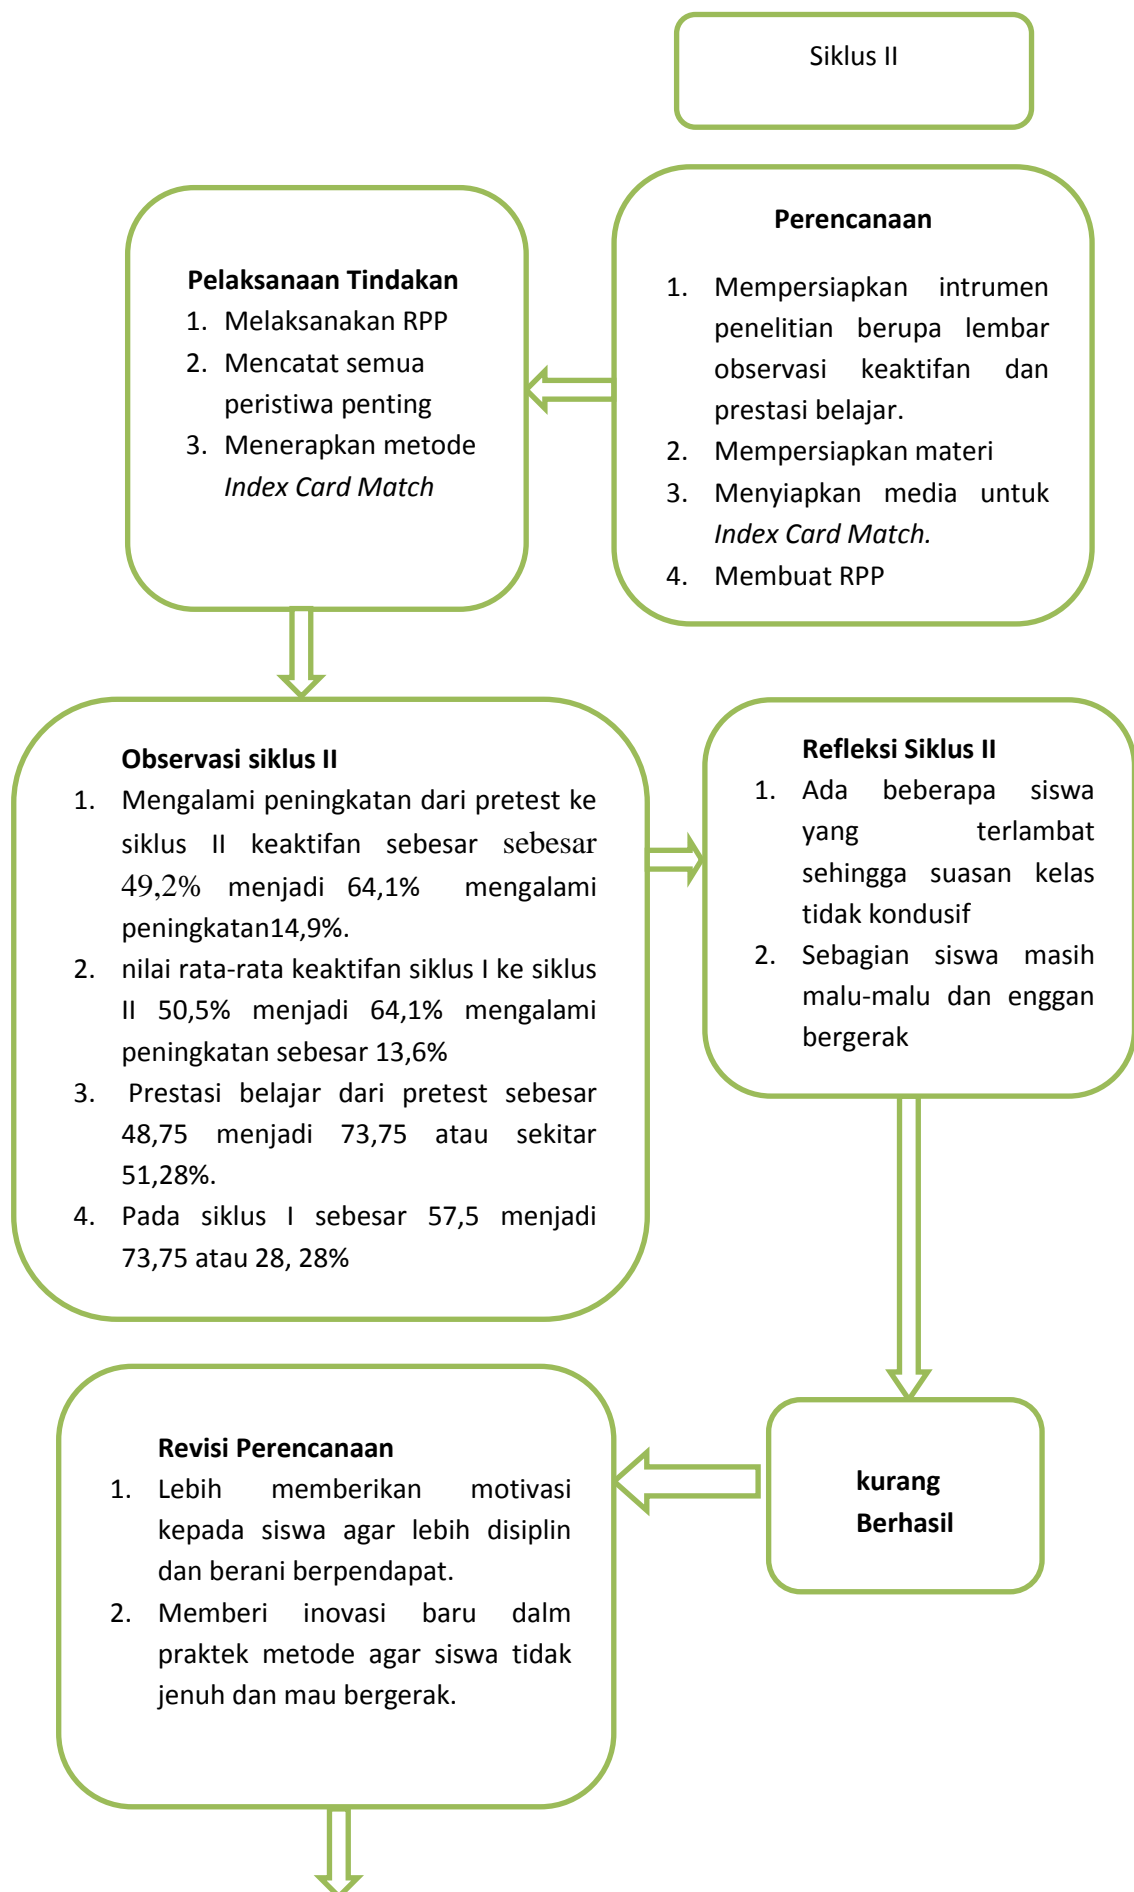 Siklus II
Perencanaan
1. Mempersiapkan intrumen
penelitian berupa lembar
observasi keaktifan dan
prestasi belajar.
2. Mempersiapkan materi
3. Menyiapkan media untuk
Index Card Match.
4. Membuat RPP
Pelaksanaan Tindakan
1. Melaksanakan RPP
2. Mencatat semua
peristiwa penting
3. Menerapkan metode
Index Card Match
Observasi siklus II
1. Mengalami peningkatan dari pretest ke
siklus II keaktifan sebesar sebesar
49,2% menjadi 64,1% mengalami
peningkatan14,9%.
2. nilai rata-rata keaktifan siklus I ke siklus
II 50,5% menjadi 64,1% mengalami
peningkatan sebesar 13,6%
3. Prestasi belajar dari pretest sebesar
48,75 menjadi 73,75 atau sekitar
51,28%.
4. Pada siklus I sebesar 57,5 menjadi
73,75 atau 28, 28%
Refleksi Siklus II
1. Ada beberapa siswa
yang terlambat
sehingga suasan kelas
tidak kondusif
2. Sebagian siswa masih
malu-malu dan enggan
bergerak
kurang
Berhasil
Revisi Perencanaan
1. Lebih memberikan motivasi
kepada siswa agar lebih disiplin
dan berani berpendapat.
2. Memberi inovasi baru dalm
praktek metode agar siswa tidak
jenuh dan mau bergerak.